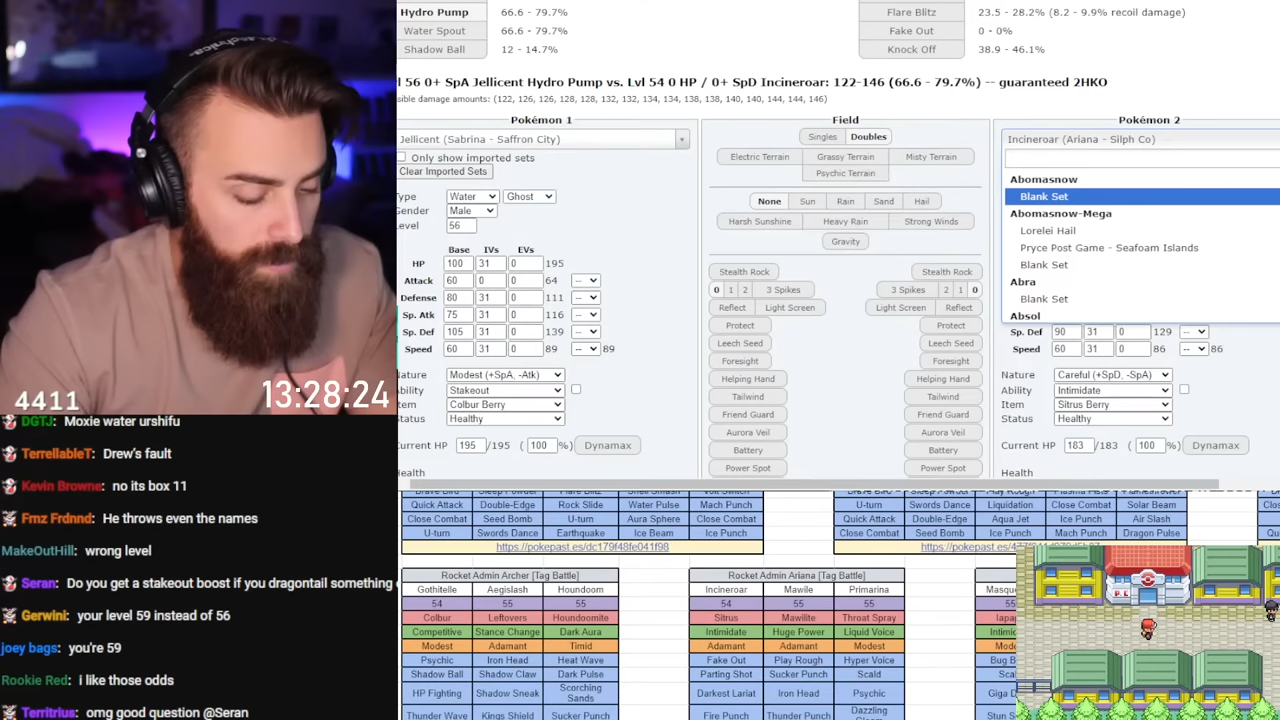 Hydro Pump 66.6 - 79.7% Flare Blitz 23.5 - 28.2% (8.2 - 9.9% recoil damage)
Water Spout 66.6 - 79.7% Fake Out 0 - 0%
Shadow Ball 12 - 14.7% Knock Off 38.9 - 46.1%
l 56 0+ SpA Jellicent Hydro Pump vs. Lvl 54 0 HP / 0+ SpD Incineroar: 122-146 (66.6 - 79.7%) -- guaranteed 2HKO
sible damage amounts: (122, 126, 126, 128, 128, 132, 132, 134, 134, 138, 138, 140, 140, 144, 144, 146)
Pokémon 1
Jellicent (Sabrina - Saffron City)
Only show imported sets
Clear Imported Sets
Type Water Ghost
Gender Male
Level 56
Base IVs EVs
HP 100 31 0 195
Attack 60 0 0 64 --
Defense 80 31 0 111 --
Sp. Atk 75 31 0 116 --
Sp. Def 105 31 0 139 --
Speed 60 31 0 89 -- 89
Nature Modest (+SpA, -Atk)
Ability Stakeout
Item Colbur Berry
Status Healthy
Current HP 195 /195 ( 100 %) Dynamax
Health
Field
Singles Doubles
Electric Terrain Grassy Terrain Misty Terrain
Psychic Terrain
None Sun Rain Sand Hail
Harsh Sunshine Heavy Rain Strong Winds
Gravity
Stealth Rock Stealth Rock
0 1 2 3 Spikes 3 Spikes 2 1 0
Reflect Light Screen Light Screen Reflect
Protect Protect
Leech Seed Leech Seed
Foresight Foresight
Helping Hand Helping Hand
Tailwind Tailwind
Friend Guard Friend Guard
Aurora Veil Aurora Veil
Battery Battery
Power Spot Power Spot
Pokémon 2
Incineroar (Ariana - Silph Co)
Abomasnow
Blank Set
Abomasnow-Mega
Lorelei Hail
Pryce Post Game - Seafoam Islands
Blank Set
Abra
Blank Set
Absol
Sp. Def 90 31 0 129 --
Speed 60 31 0 86 -- 86
Nature Careful (+SpD, -SpA)
Ability Intimidate
Item Sitrus Berry
Status Healthy
Current HP 183 /183 ( 100 %) Dynamax
Health
4411
13:28:24
DGTJ: Moxie water urshifu
TerrellableT: Drew's fault
Kevin Browne: no its box 11
Fmz Frdnnd: He throws even the names
MakeOutHill: wrong level
Seran: Do you get a stakeout boost if you dragontail something
Gerwin: your level 59 instead of 56
joey bags: you're 59
Rookie Red: i like those odds
Territrius: omg good question @Seran
Quick Attack Double-Edge Rock Slide Water Pulse Mach Punch
Close Combat Seed Bomb U-turn Aura Sphere Close Combat
U-turn Swords Dance Earthquake Ice Beam Ice Punch
https://pokepast.es/dc179f48fe041f98
U-turn Swords Dance Liquidation Ice Punch Solar Beam
Quick Attack Double-Edge Aqua Jet Ice Punch Air Slash
Close Combat Seed Bomb Ice Punch Mach Punch Dragon Pulse
Rocket Admin Archer [Tag Battle]
Gothitelle Aegislash Houndoom
54 55 55
Colbur Leftovers Houndoomite
Competitive Stance Change Dark Aura
Modest Adamant Timid
Psychic Iron Head Heat Wave
Shadow Ball Shadow Claw Dark Pulse
HP Fighting Shadow Sneak Scorching Sands
Thunder Wave Kings Shield Sucker Punch
Rocket Admin Ariana [Tag Battle]
Incineroar Mawile Primarina
54 55 55
Sitrus Mawilite Throat Spray
Intimidate Huge Power Liquid Voice
Adamant Adamant Modest
Fake Out Play Rough Hyper Voice
Parting Shot Sucker Punch Scald
Darkest Lariat Iron Head Psychic
Fire Punch Thunder Punch Dazzling
P.C